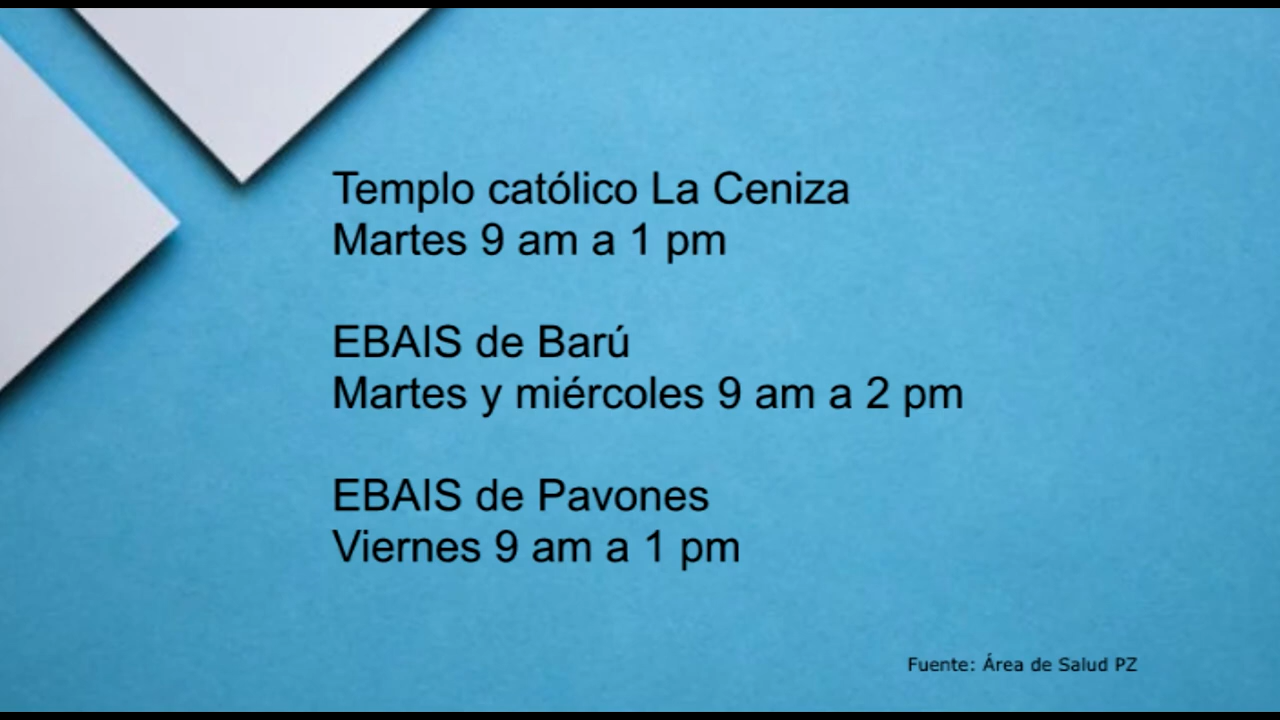 Templo católico La Ceniza
Martes 9 am a 1 pm
EBAIS de Barú
Martes y miércoles 9 am a 2 pm
EBAIS de Pavones
Viernes 9 am a 1 pm
Fuente: Área de Salud PZ